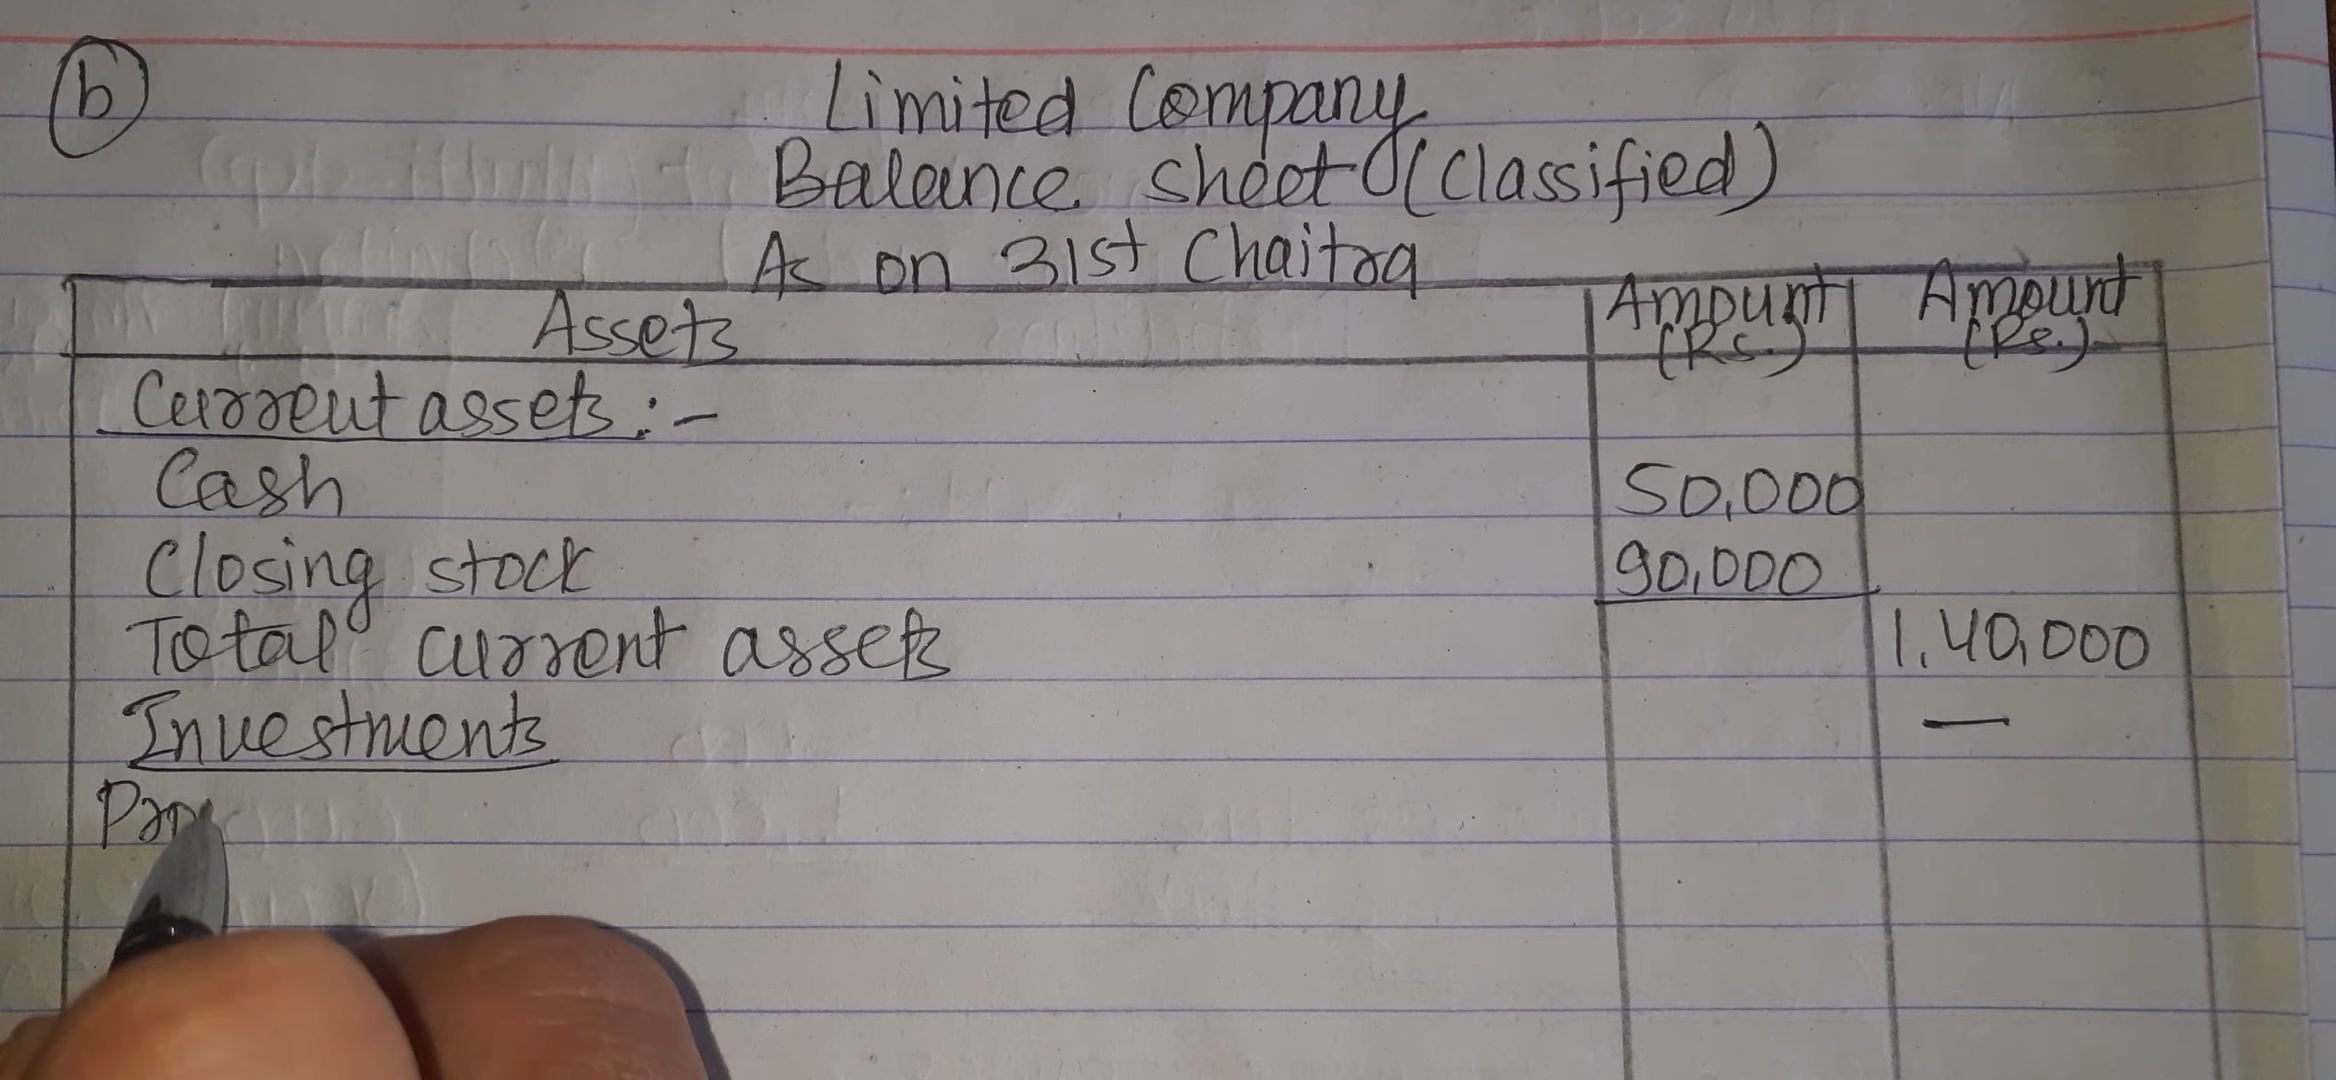 b
Limited Company
Balance sheet (Classified)
As on 31st Chaitra
Assets Amount (Rs.) Amount (Rs.)
Current assets :-
Cash 50,000
Closing stock 90,000
Total current assets 1,40,000
Investments —